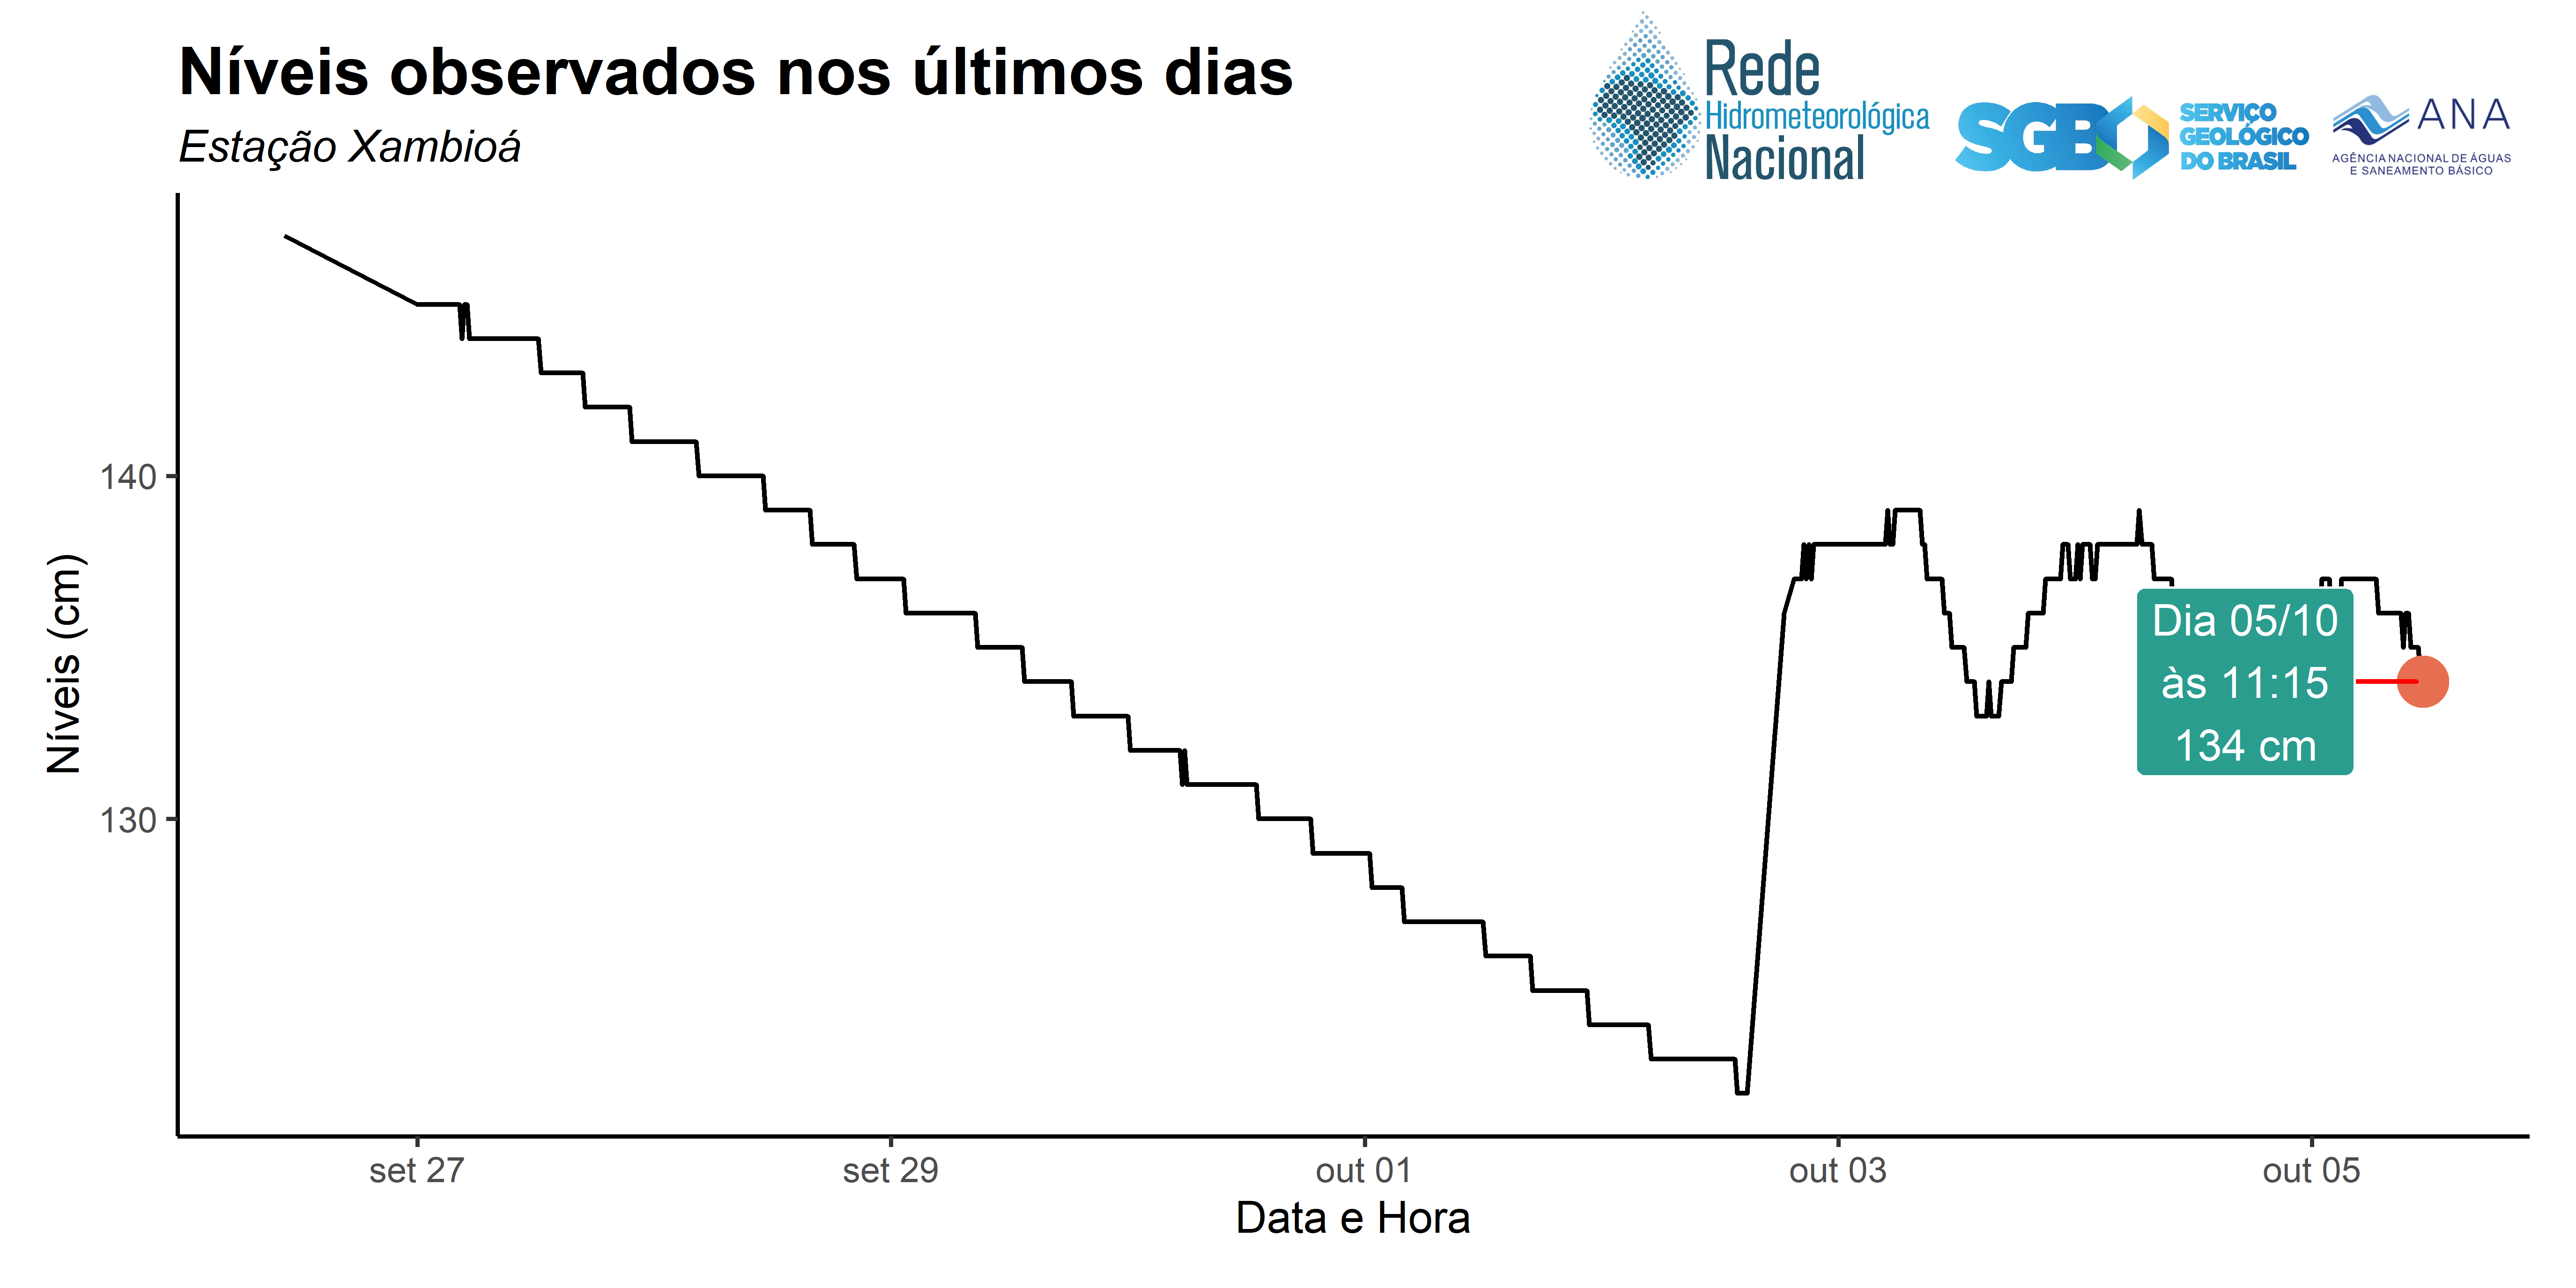 Níveis observados nos últimos dias
Estação Xambioá
Rede
Hidrometeorológica
Nacional
SGB
SERVIÇO
GEOLÓGICO
DO BRASIL
ANA
AGÊNCIA NACIONAL DE ÁGUAS
E SANEAMENTO BÁSICO
Níveis (cm)
140
130
Dia 05/10
às 11:15
134 cm
set 27
set 29
out 01
out 03
out 05
Data e Hora